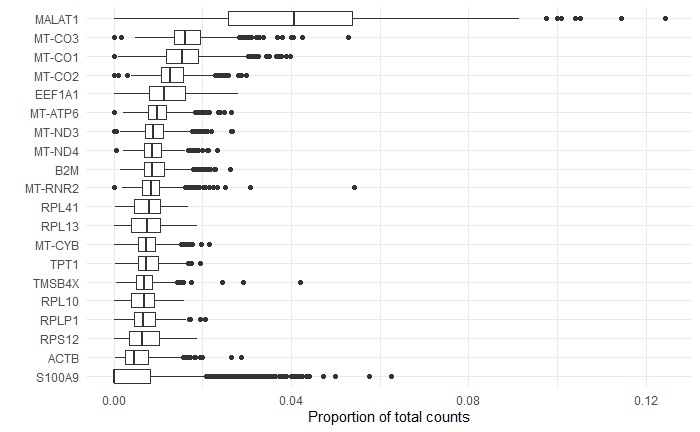 MALAT1
MT-CO3
MT-CO1
MT-CO2
EEF1A1
MT-ATP6
MT-ND3
MT-ND4
B2M
MT-RNR2
RPL41
RPL13
MT-CYB
TPT1
TMSB4X
RPL10
RPLP1
RPS12
ACTB
S100A9
0.00 0.04 0.08 0.12
Proportion of total counts